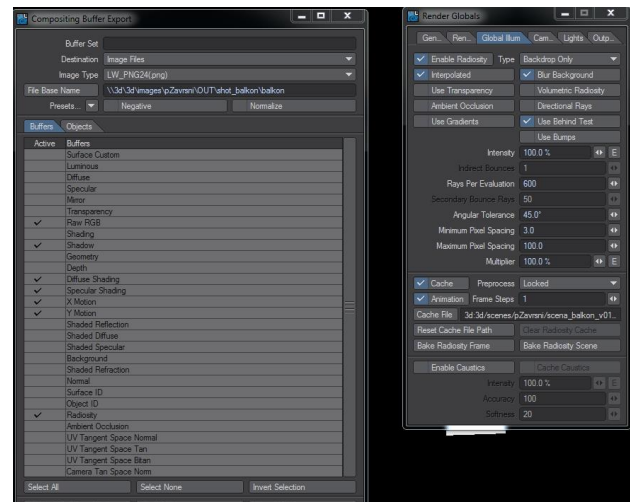 Compositing Buffer Export
Buffer Set
Destination Image Files
Image Type LW_PNG24(.png)
File Base Name \\3d\3d\images\pZavrsni\OUT\shot_balkon\balkon
Presets... Negative Normalize
Buffers Objects
Active Buffers
Surface Custom
Luminous
Diffuse
Specular
Mirror
Transparency
Raw RGB
Shading
Shadow
Geometry
Depth
Diffuse Shading
Specular Shading
X Motion
Y Motion
Shaded Reflection
Shaded Diffuse
Shaded Specular
Background
Shaded Refraction
Normal
Surface ID
Object ID
Radiosity
Ambient Occlusion
UV Tangent Space Normal
UV Tangent Space Tan
UV Tangent Space Bitan
Camera Tan Space Norm
Select All Select None Invert Selection
Render Globals
Gen... Ren... Global Illum Cam... Lights Outp...
Enable Radiosity Type Backdrop Only
Interpolated Blur Background
Use Transparency Volumetric Radiosity
Ambient Occlusion Directional Rays
Use Gradients Use Behind Test
Use Bumps
Intensity 100.0 % E
Indirect Bounces 1
Rays Per Evaluation 600
Secondary Bounce Rays 50
Angular Tolerance 45.0°
Minimum Pixel Spacing 3.0
Maximum Pixel Spacing 100.0
Multiplier 100.0 % E
Cache Preprocess Locked
Animation Frame Steps 1
Cache File 3d:3d/scenes/pZavrsni/scena_balkon_v01...
Reset Cache File Path Clear Radiosity Cache
Bake Radiosity Frame Bake Radiosity Scene
Enable Caustics Cache Caustics
Intensity 100.0 % E
Accuracy 100
Softness 20